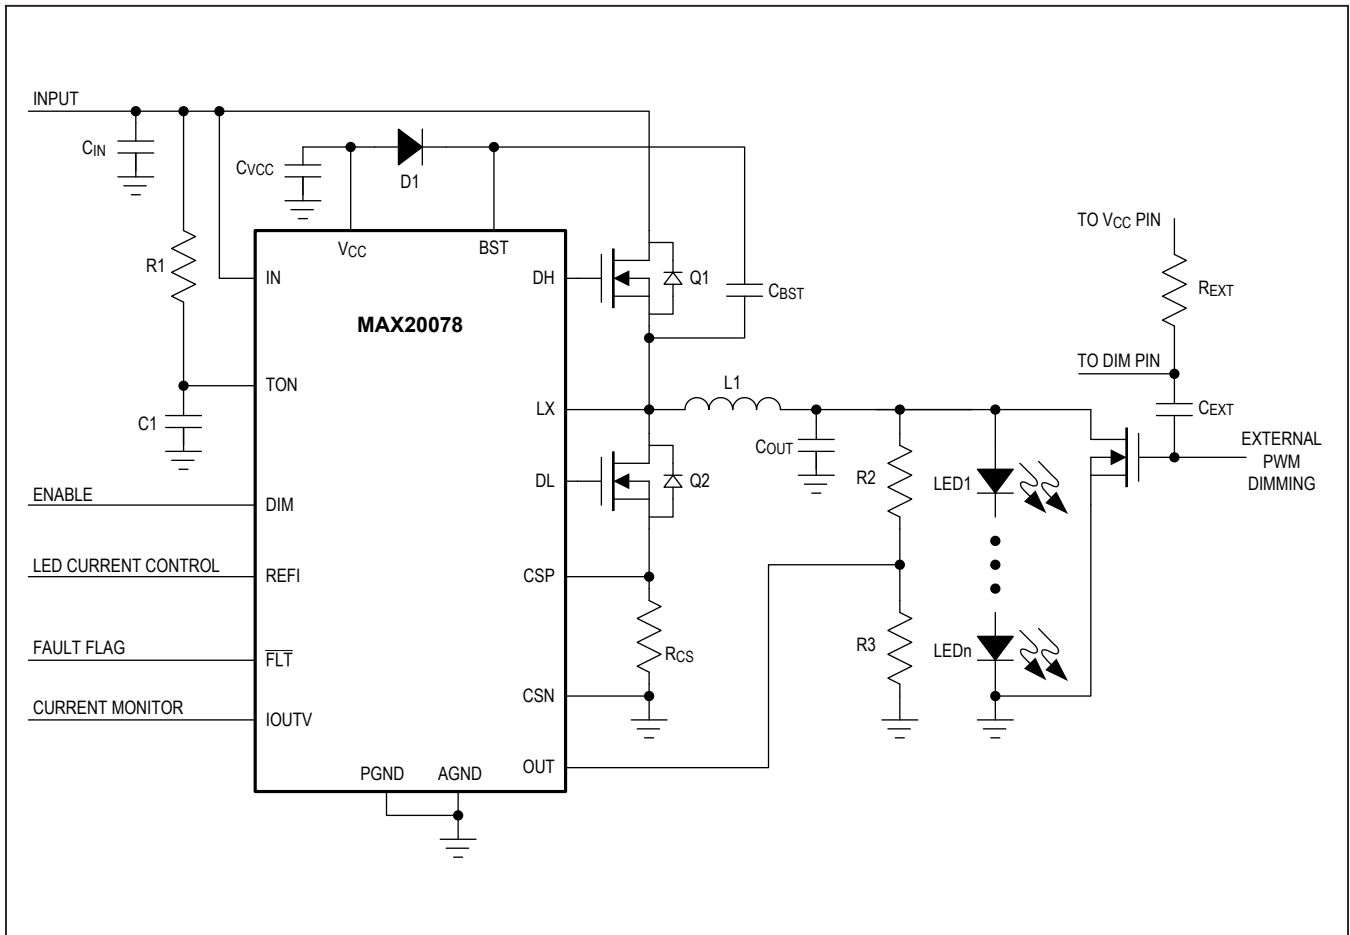 INPUT
CIN
CVCC
D1
TO VCC PIN
R1
VCC
BST
IN
DH
Q1
CBST
REXT
MAX20078
TO DIM PIN
TON
L1
C1
LX
CEXT
COUT
EXTERNAL
PWM
DIMMING
R2
LED1
DL
Q2
ENABLE
DIM
LED CURRENT CONTROL
REFI
CSP
FAULT FLAG
FLT
RCS
R3
LEDn
CSN
CURRENT MONITOR
IOUTV
OUT
PGND
AGND